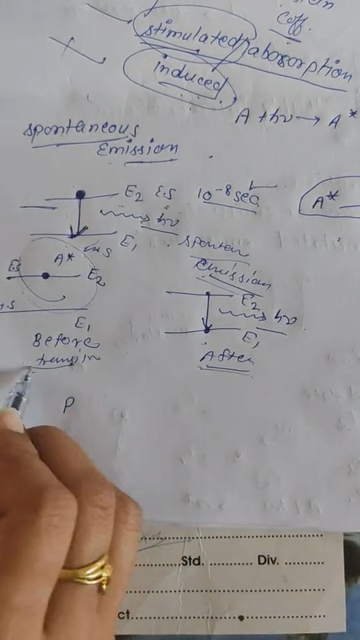 Coff.
stimulated absorption
induced
A + hν → A*
spontaneous
Emission
E2 E.S 10-8 sec
hν
E1
A*
A*
spontan
Emission
E2
E2
hν
E1
E1
Before
After
P
Std. Div.
ct.